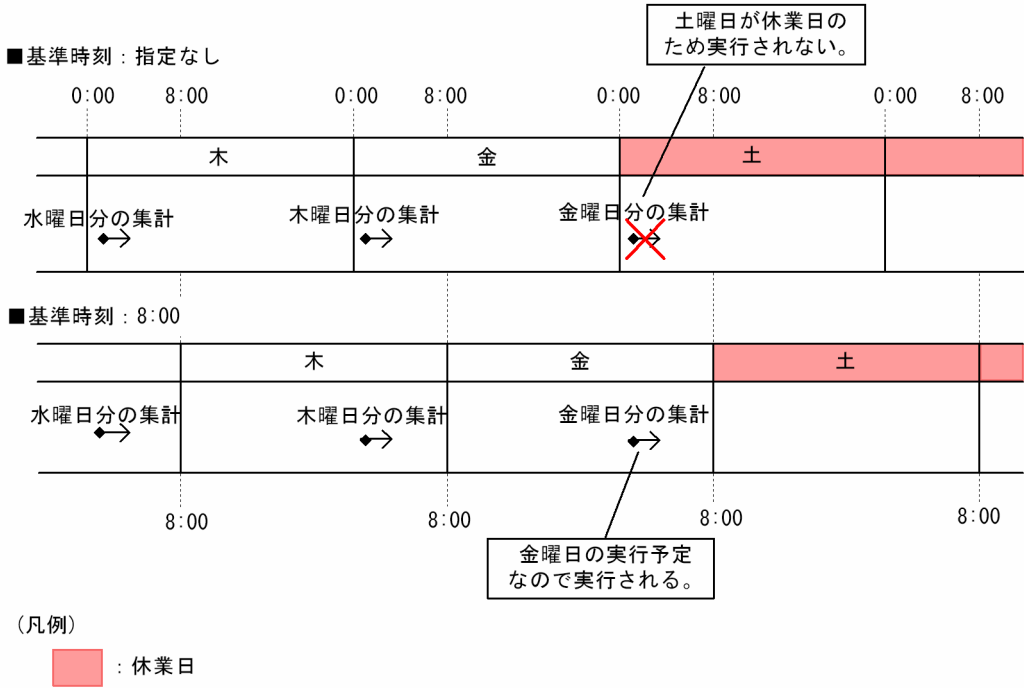 土曜日が休業日の
ため実行されない。
■基準時刻：指定なし
0:00 8:00 0:00 8:00 0:00 8:00 0:00 8:00
木 金 土
水曜日分の集計 木曜日分の集計 金曜日分の集計
■基準時刻：8:00
木 金 土
水曜日分の集計 木曜日分の集計 金曜日分の集計
8:00 8:00 8:00 8:00
金曜日の実行予定
なので実行される。
（凡例）
：休業日